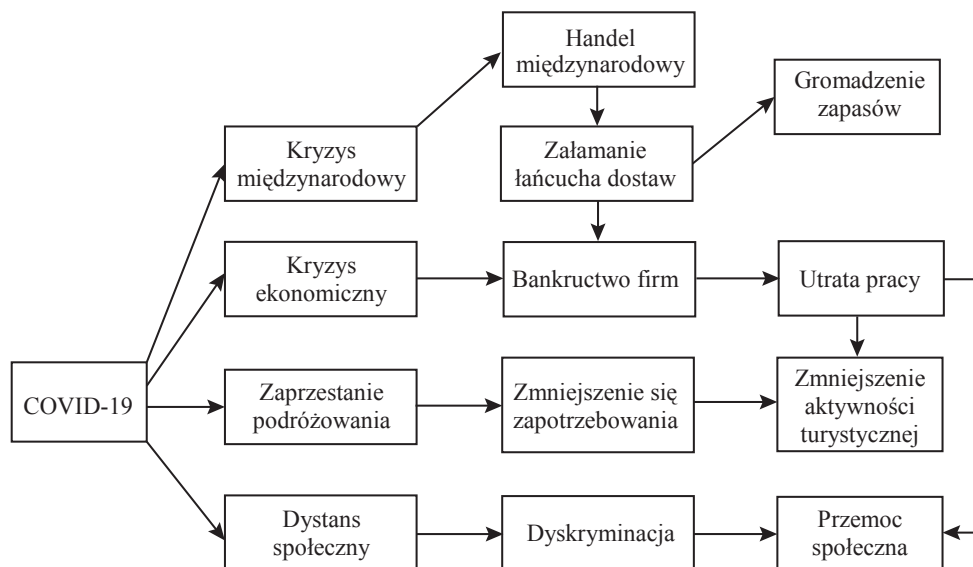 Handel
międzynarodowy
Gromadzenie
zapasów
Kryzys
międzynarodowy
Załamanie
łańcucha dostaw
Kryzys
ekonomiczny
Bankructwo firm
Utrata pracy
COVID-19
Zaprzestanie
podróżowania
Zmniejszenie się
zapotrzebowania
Zmniejszenie
aktywności
turystycznej
Dystans
społeczny
Dyskryminacja
Przemoc
społeczna